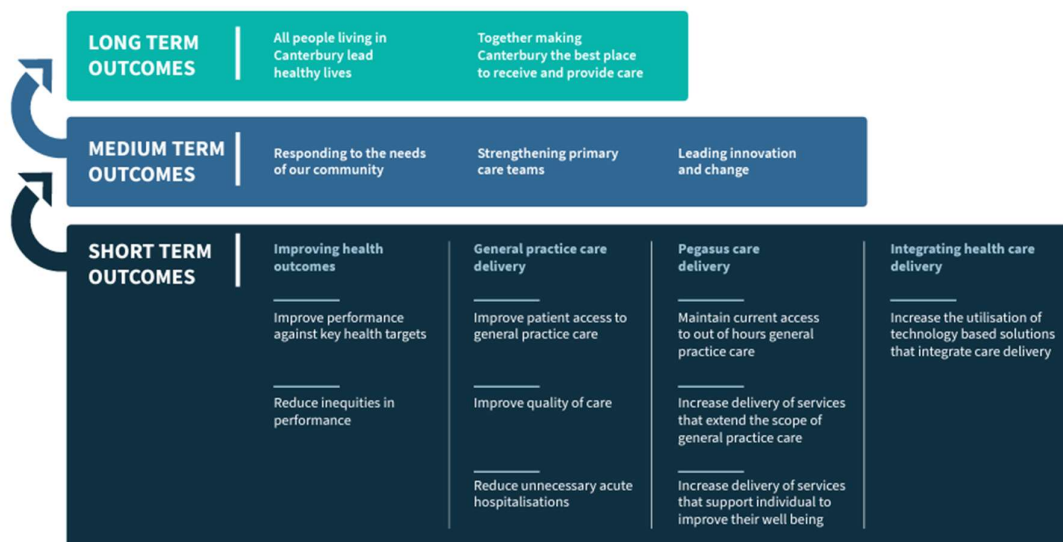 LONG TERM
OUTCOMES
All people living in
Canterbury lead
healthy lives
Together making
Canterbury the best place
to receive and provide care
MEDIUM TERM
OUTCOMES
Responding to the needs
of our community
Strengthening primary
care teams
Leading innovation
and change
SHORT TERM
OUTCOMES
Improving health
outcomes
Improve performance
against key health targets
Reduce inequities in
performance
General practice care
delivery
Improve patient access to
general practice care
Improve quality of care
Reduce unnecessary acute
hospitalisations
Pegasus care
delivery
Maintain current access
to out of hours general
practice care
Increase delivery of services
that extend the scope of
general practice care
Increase delivery of services
that support individual to
improve their well being
Integrating health care
delivery
Increase the utilisation of
technology based solutions
that integrate care delivery